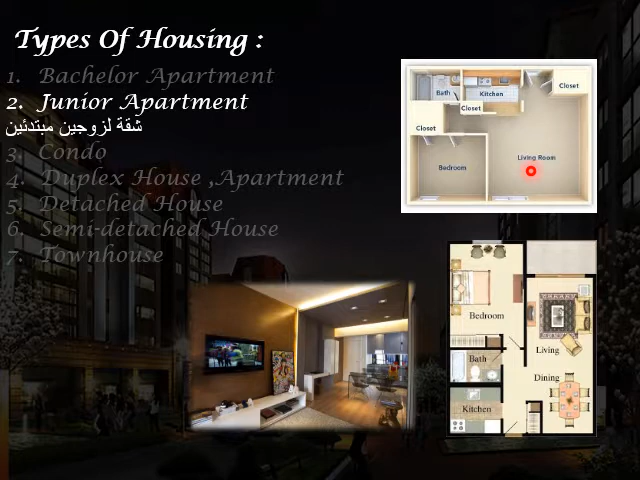 Types Of Housing :
1. Bachelor Apartment
2. Junior Apartment
شقة لزوجين مبتدئين
3. Condo
4. Duplex House ,Apartment
5. Detached House
6. Semi-detached House
7. Townhouse
Bath
Kitchen
Closet
Closet
Closet
Bedroom
Living Room
Bedroom
Living
Bath
Dining
Kitchen